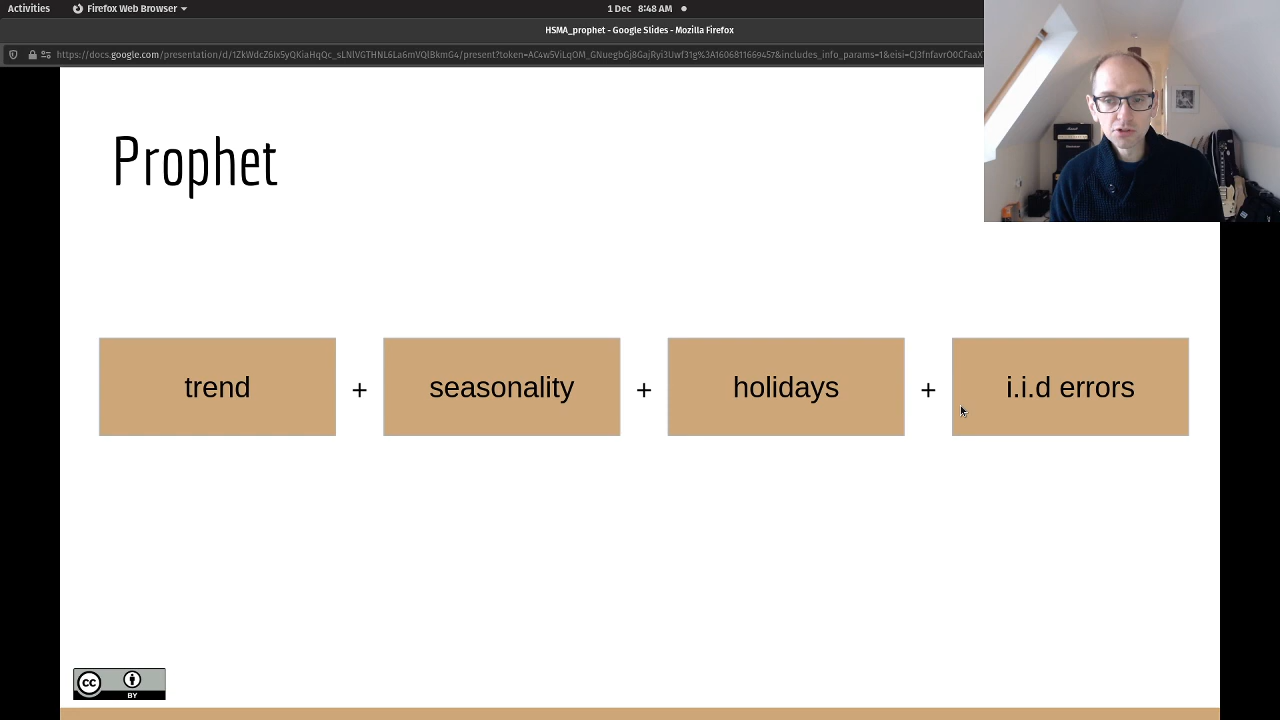 Activities
Firefox Web Browser
1 Dec 8:48 AM
HSMA_prophet - Google Slides - Mozilla Firefox
Prophet
trend + seasonality + holidays + i.i.d errors
cc
BY